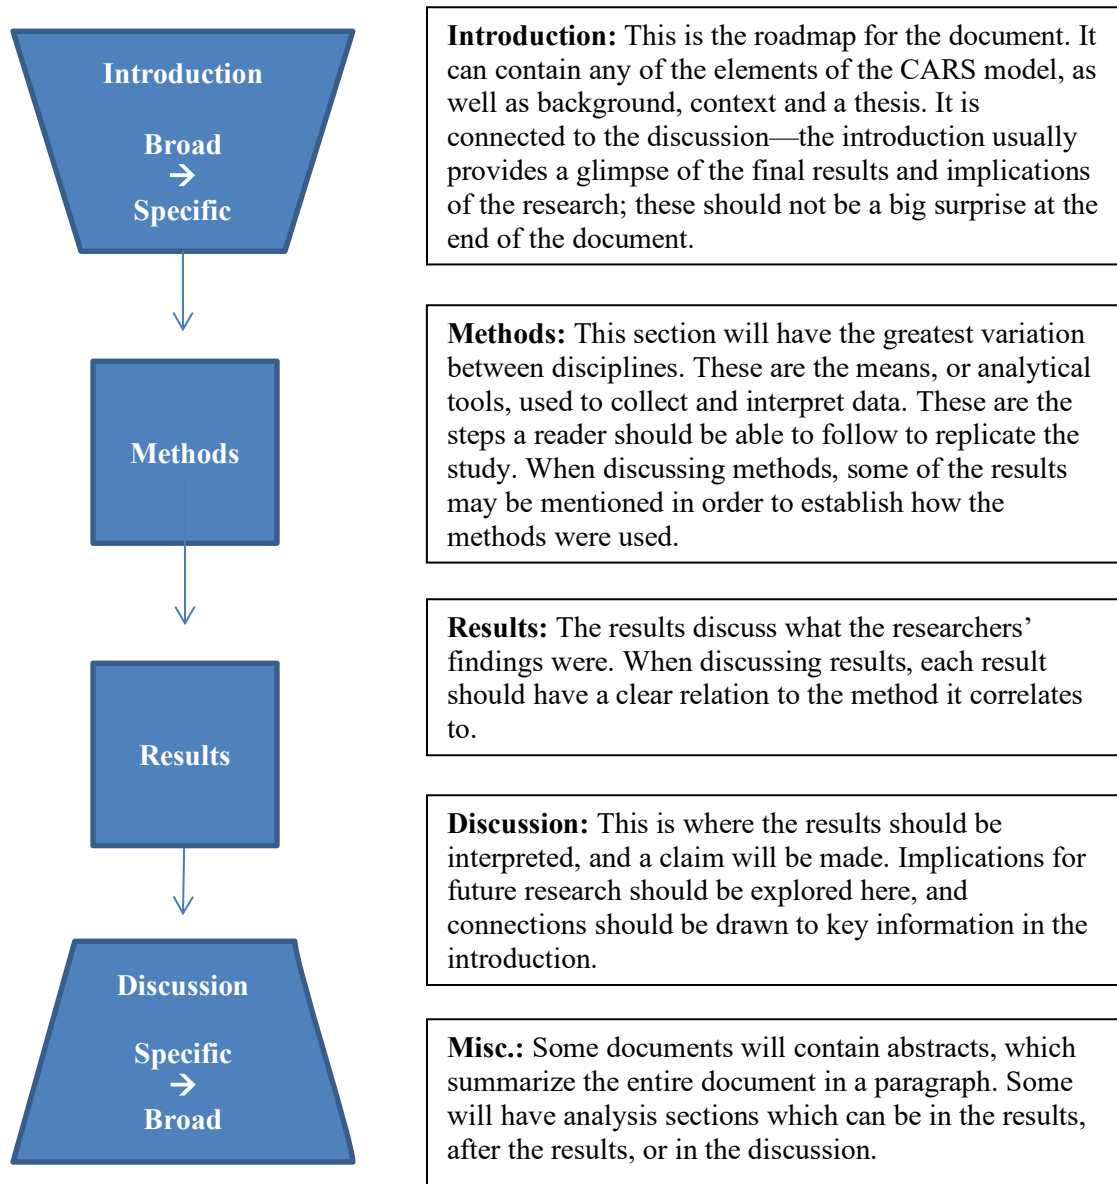 Introduction
Broad
→
Specific
Introduction: This is the roadmap for the document. It
can contain any of the elements of the CARS model, as
well as background, context and a thesis. It is
connected to the discussion—the introduction usually
provides a glimpse of the final results and implications
of the research; these should not be a big surprise at the
end of the document.
Methods
Methods: This section will have the greatest variation
between disciplines. These are the means, or analytical
tools, used to collect and interpret data. These are the
steps a reader should be able to follow to replicate the
study. When discussing methods, some of the results
may be mentioned in order to establish how the
methods were used.
Results
Results: The results discuss what the researchers’
findings were. When discussing results, each result
should have a clear relation to the method it correlates
to.
Discussion
Specific
→
Broad
Discussion: This is where the results should be
interpreted, and a claim will be made. Implications for
future research should be explored here, and
connections should be drawn to key information in the
introduction.
Misc.: Some documents will contain abstracts, which
summarize the entire document in a paragraph. Some
will have analysis sections which can be in the results,
after the results, or in the discussion.